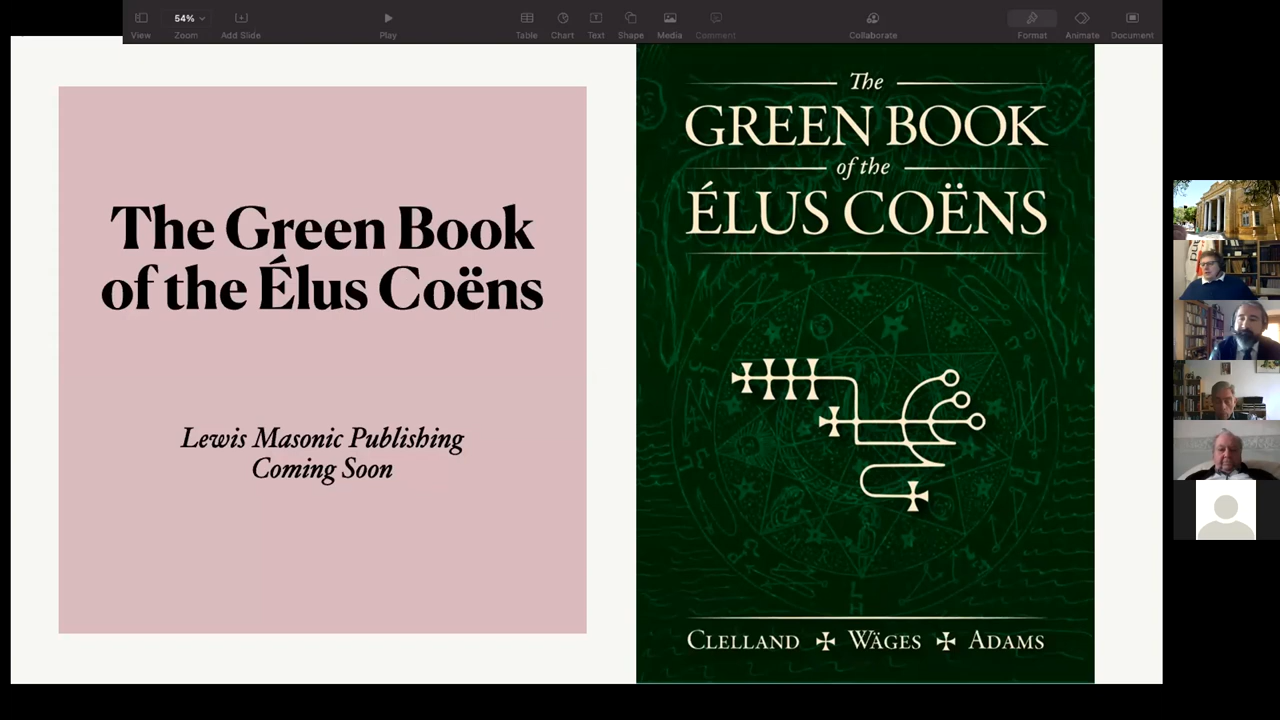 54%
View
Zoom
Add Slide
Play
Table
Chart
Text
Shape
Media
Comment
Collaborate
Format
Animate
Document
The Green Book
of the Élus Coëns
Lewis Masonic Publishing
Coming Soon
The
GREEN BOOK
of the
ÉLUS COËNS
CLELLAND ✠ WÄGES ✠ ADAMS